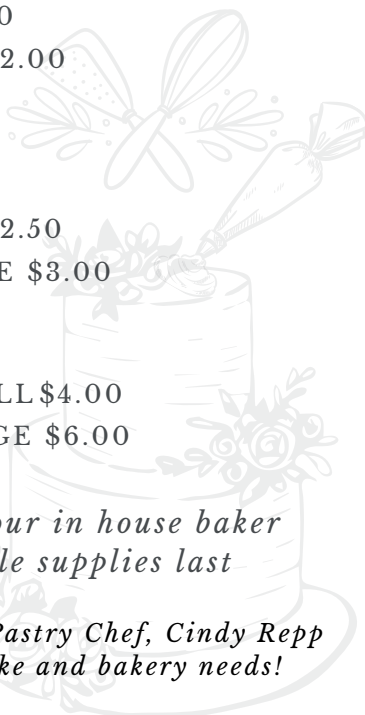 0
2.00
2.50
E $3.00
LL $4.00
GE $6.00
our in house baker
le supplies last
Pastry Chef, Cindy Repp
ke and bakery needs!